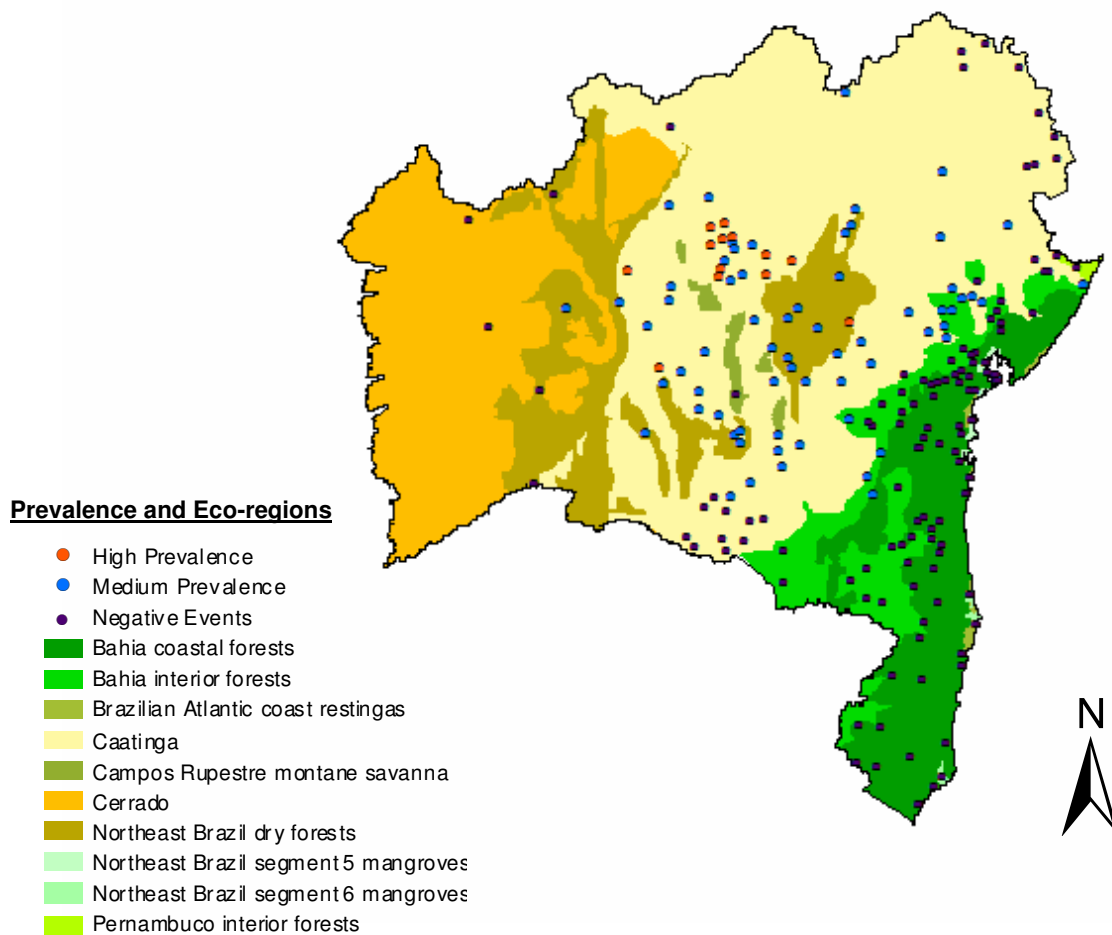 Prevalence and Eco-regions
High Prevalence
Medium Prevalence
Negative Events
Bahia coastal forests
Bahia interior forests
Brazilian Atlantic coast restingas
Caatinga
Campos Rupestre montane savanna
Cerrado
Northeast Brazil dry forests
Northeast Brazil segment 5 mangroves
Northeast Brazil segment 6 mangroves
Pernambuco interior forests
N